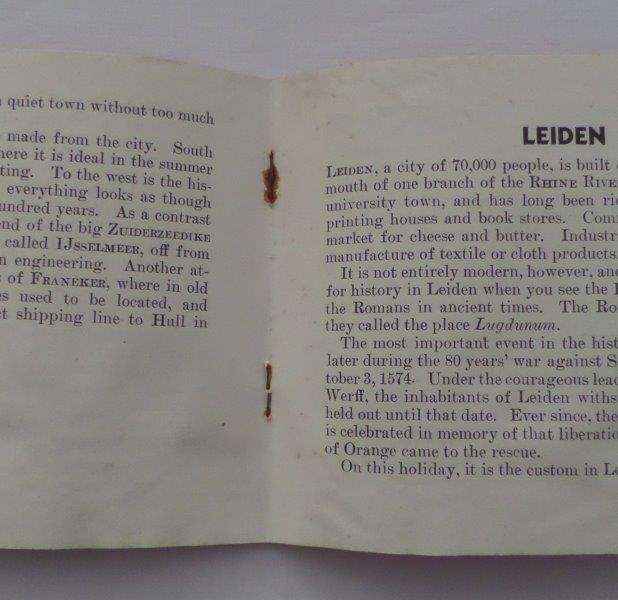 quiet town without too much
made from the city. South
here it is ideal in the summer
ting. To the west is the his-
everything looks as though
undred years. As a contrast
end of the big ZUIDERZEEDIKE
called IJSSELMEER, off from
n engineering. Another at-
s of FRANEKER, where in old
es used to be located, and
ct shipping line to Hull in
LEIDEN
LEIDEN, a city of 70,000 people, is built
mouth of one branch of the RHINE RIVER
university town, and has long been ric
printing houses and book stores. Com
market for cheese and butter. Industri
manufacture of textile or cloth products.
It is not entirely modern, however, and
for history in Leiden when you see the
the Romans in ancient times. The Ro
they called the place Lugdunum.
The most important event in the hist
later during the 80 years' war against S
tober 3, 1574. Under the courageous lead
Werff, the inhabitants of Leiden withs
held out until that date. Ever since, the
is celebrated in memory of that liberatio
of Orange came to the rescue.
On this holiday, it is the custom in Le